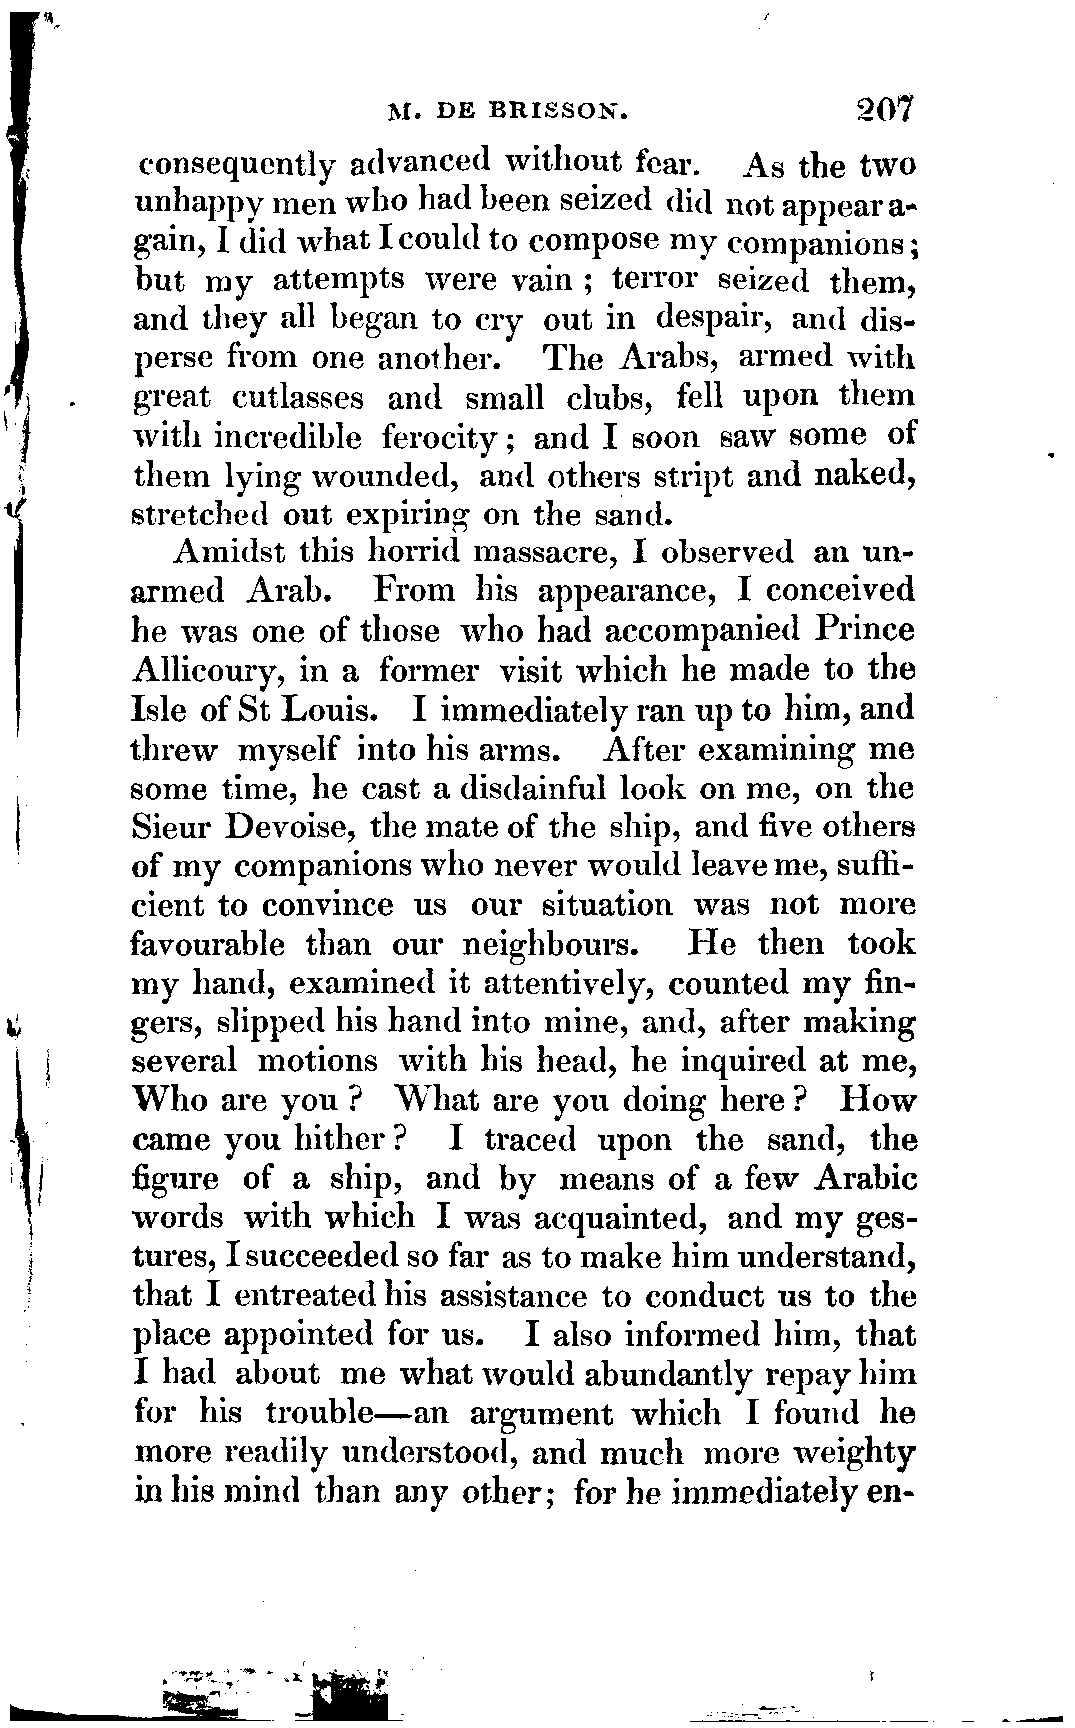 M. DE BRISSON. 207
consequently advanced without fear. As the two
unhappy men who had been seized did not appear a-
gain, I did what I could to compose my companions;
but my attempts were vain; terror seized them,
and they all began to cry out in despair, and dis-
perse from one another. The Arabs, armed with
great cutlasses and small clubs, fell upon them
with incredible ferocity; and I soon saw some of
them lying wounded, and others stript and naked,
stretched out expiring on the sand.
Amidst this horrid massacre, I observed an un-
armed Arab. From his appearance, I conceived
he was one of those who had accompanied Prince
Allicoury, in a former visit which he made to the
Isle of St Louis. I immediately ran up to him, and
threw myself into his arms. After examining me
some time, he cast a disdainful look on me, on the
Sieur Devoise, the mate of the ship, and five others
of my companions who never would leave me, suffi-
cient to convince us our situation was not more
favourable than our neighbours. He then took
my hand, examined it attentively, counted my fin-
gers, slipped his hand into mine, and, after making
several motions with his head, he inquired at me,
Who are you? What are you doing here? How
came you hither? I traced upon the sand, the
figure of a ship, and by means of a few Arabic
words with which I was acquainted, and my ges-
tures, I succeeded so far as to make him understand,
that I entreated his assistance to conduct us to the
place appointed for us. I also informed him, that
I had about me what would abundantly repay him
for his trouble—an argument which I found he
more readily understood, and much more weighty
in his mind than any other; for he immediately en-